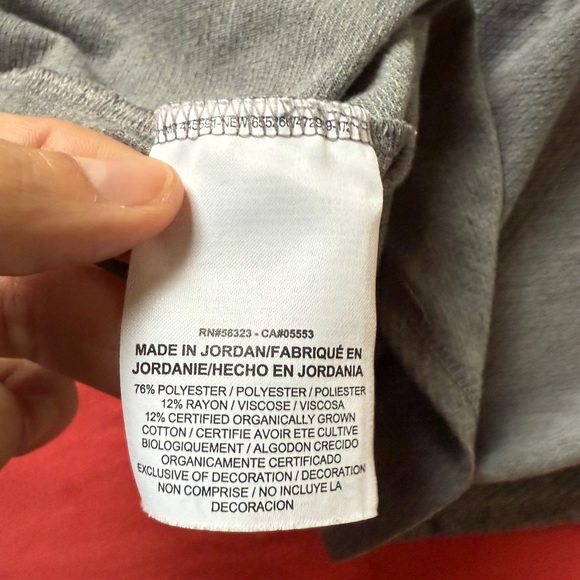 RN#56323 - CA#05553
MADE IN JORDAN/FABRIQUÉ EN
JORDANIE/HECHO EN JORDANIA
76% POLYESTER / POLYESTER / POLIESTER
12% RAYON / VISCOSE / VISCOSA
12% CERTIFIED ORGANICALLY GROWN
COTTON / CERTIFIE AVOIR ETE CULTIVE
BIOLOGIQUEMENT / ALGODON CRECIDO
ORGANICAMENTE CERTIFICADO
EXCLUSIVE OF DECORATION / DECORATION
NON COMPRISE / NO INCLUYE LA
DECORACION